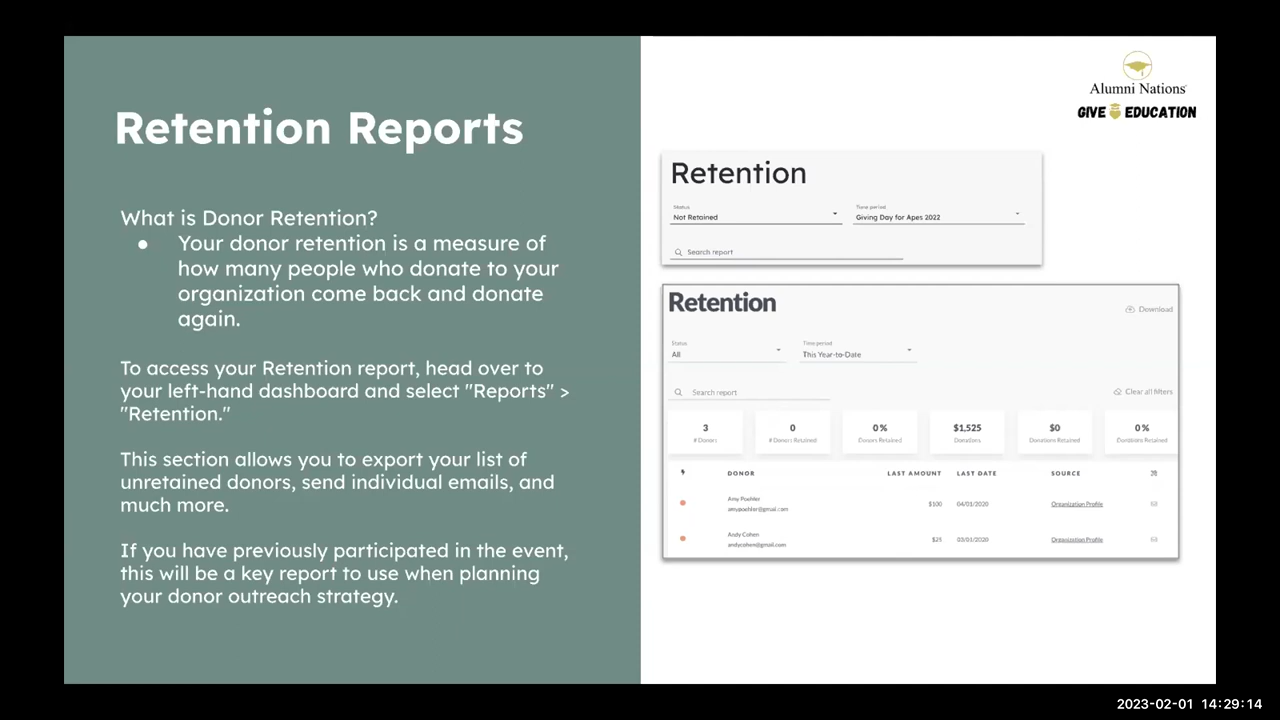 Retention Reports
What is Donor Retention?
● Your donor retention is a measure of
how many people who donate to your
organization come back and donate
again.
To access your Retention report, head over to
your left-hand dashboard and select "Reports" >
"Retention."
This section allows you to export your list of
unretained donors, send individual emails, and
much more.
If you have previously participated in the event,
this will be a key report to use when planning
your donor outreach strategy.
Alumni Nations
GIVE EDUCATION
Retention
Status Time period
Not Retained Giving Day for Apes 2022
Search report
Retention
Download
Status Time period
All This Year-to-Date
Search report Clear all filters
3 0 0% $1,525 $0 0%
# Donors # Donors Retained Donors Retained Donations Donations Retained Donations Retained
DONOR LAST AMOUNT LAST DATE SOURCE
Amy Poehler
amypoehler@gmail.com $100 04/01/2020 Organization Profile
Andy Cohen
andycohen@gmail.com $25 03/01/2020 Organization Profile
2023-02-01 14:29:14